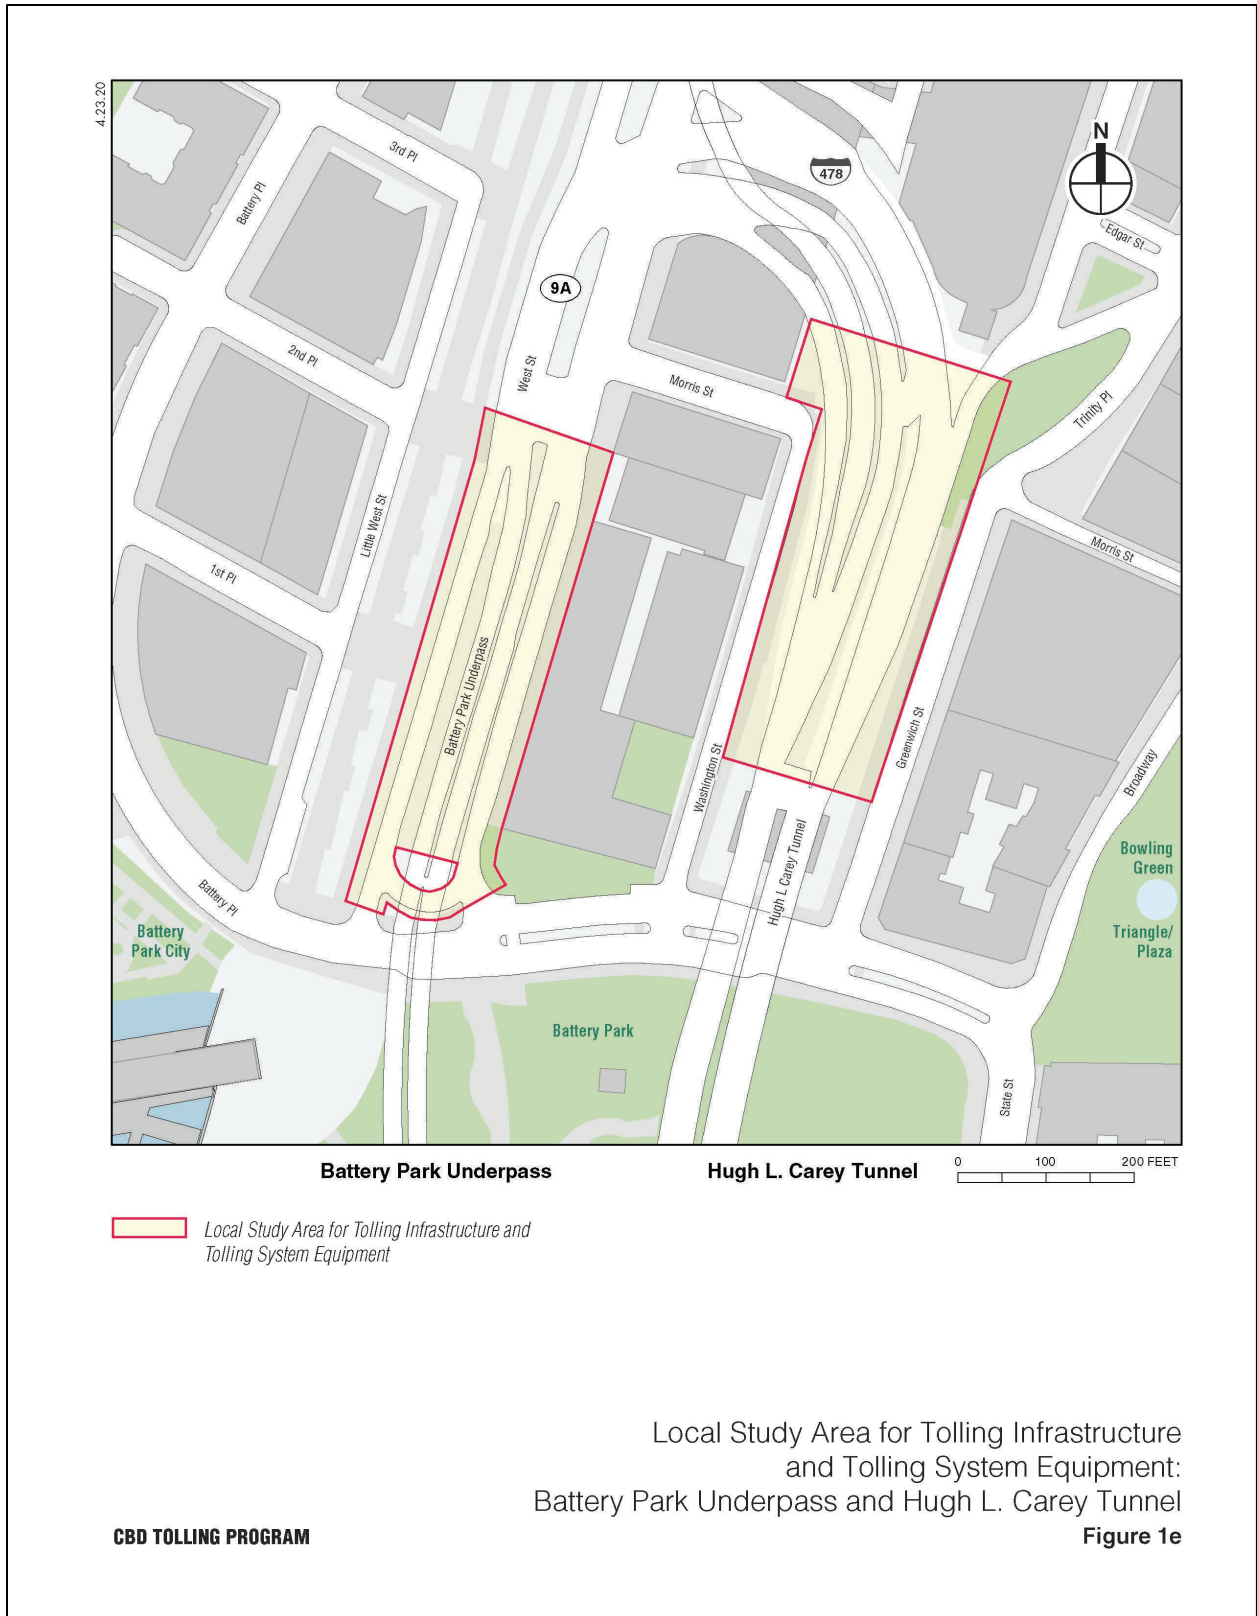 4.23.20
3rd Pl
Battery Pl
478
N
Edgar St
9A
2nd Pl
West St
Morris St
Trinity Pl
Little West St
Morris St
1st Pl
Battery Park Underpass
Washington St
Greenwich St
Broadway
Hugh L Carey Tunnel
Bowling
Green
Triangle/
Plaza
Battery Pl
Battery
Park City
Battery Park
State St
Battery Park Underpass
Hugh L. Carey Tunnel
0 100 200 FEET
Local Study Area for Tolling Infrastructure and
Tolling System Equipment
Local Study Area for Tolling Infrastructure
and Tolling System Equipment:
Battery Park Underpass and Hugh L. Carey Tunnel
CBD TOLLING PROGRAM
Figure 1e